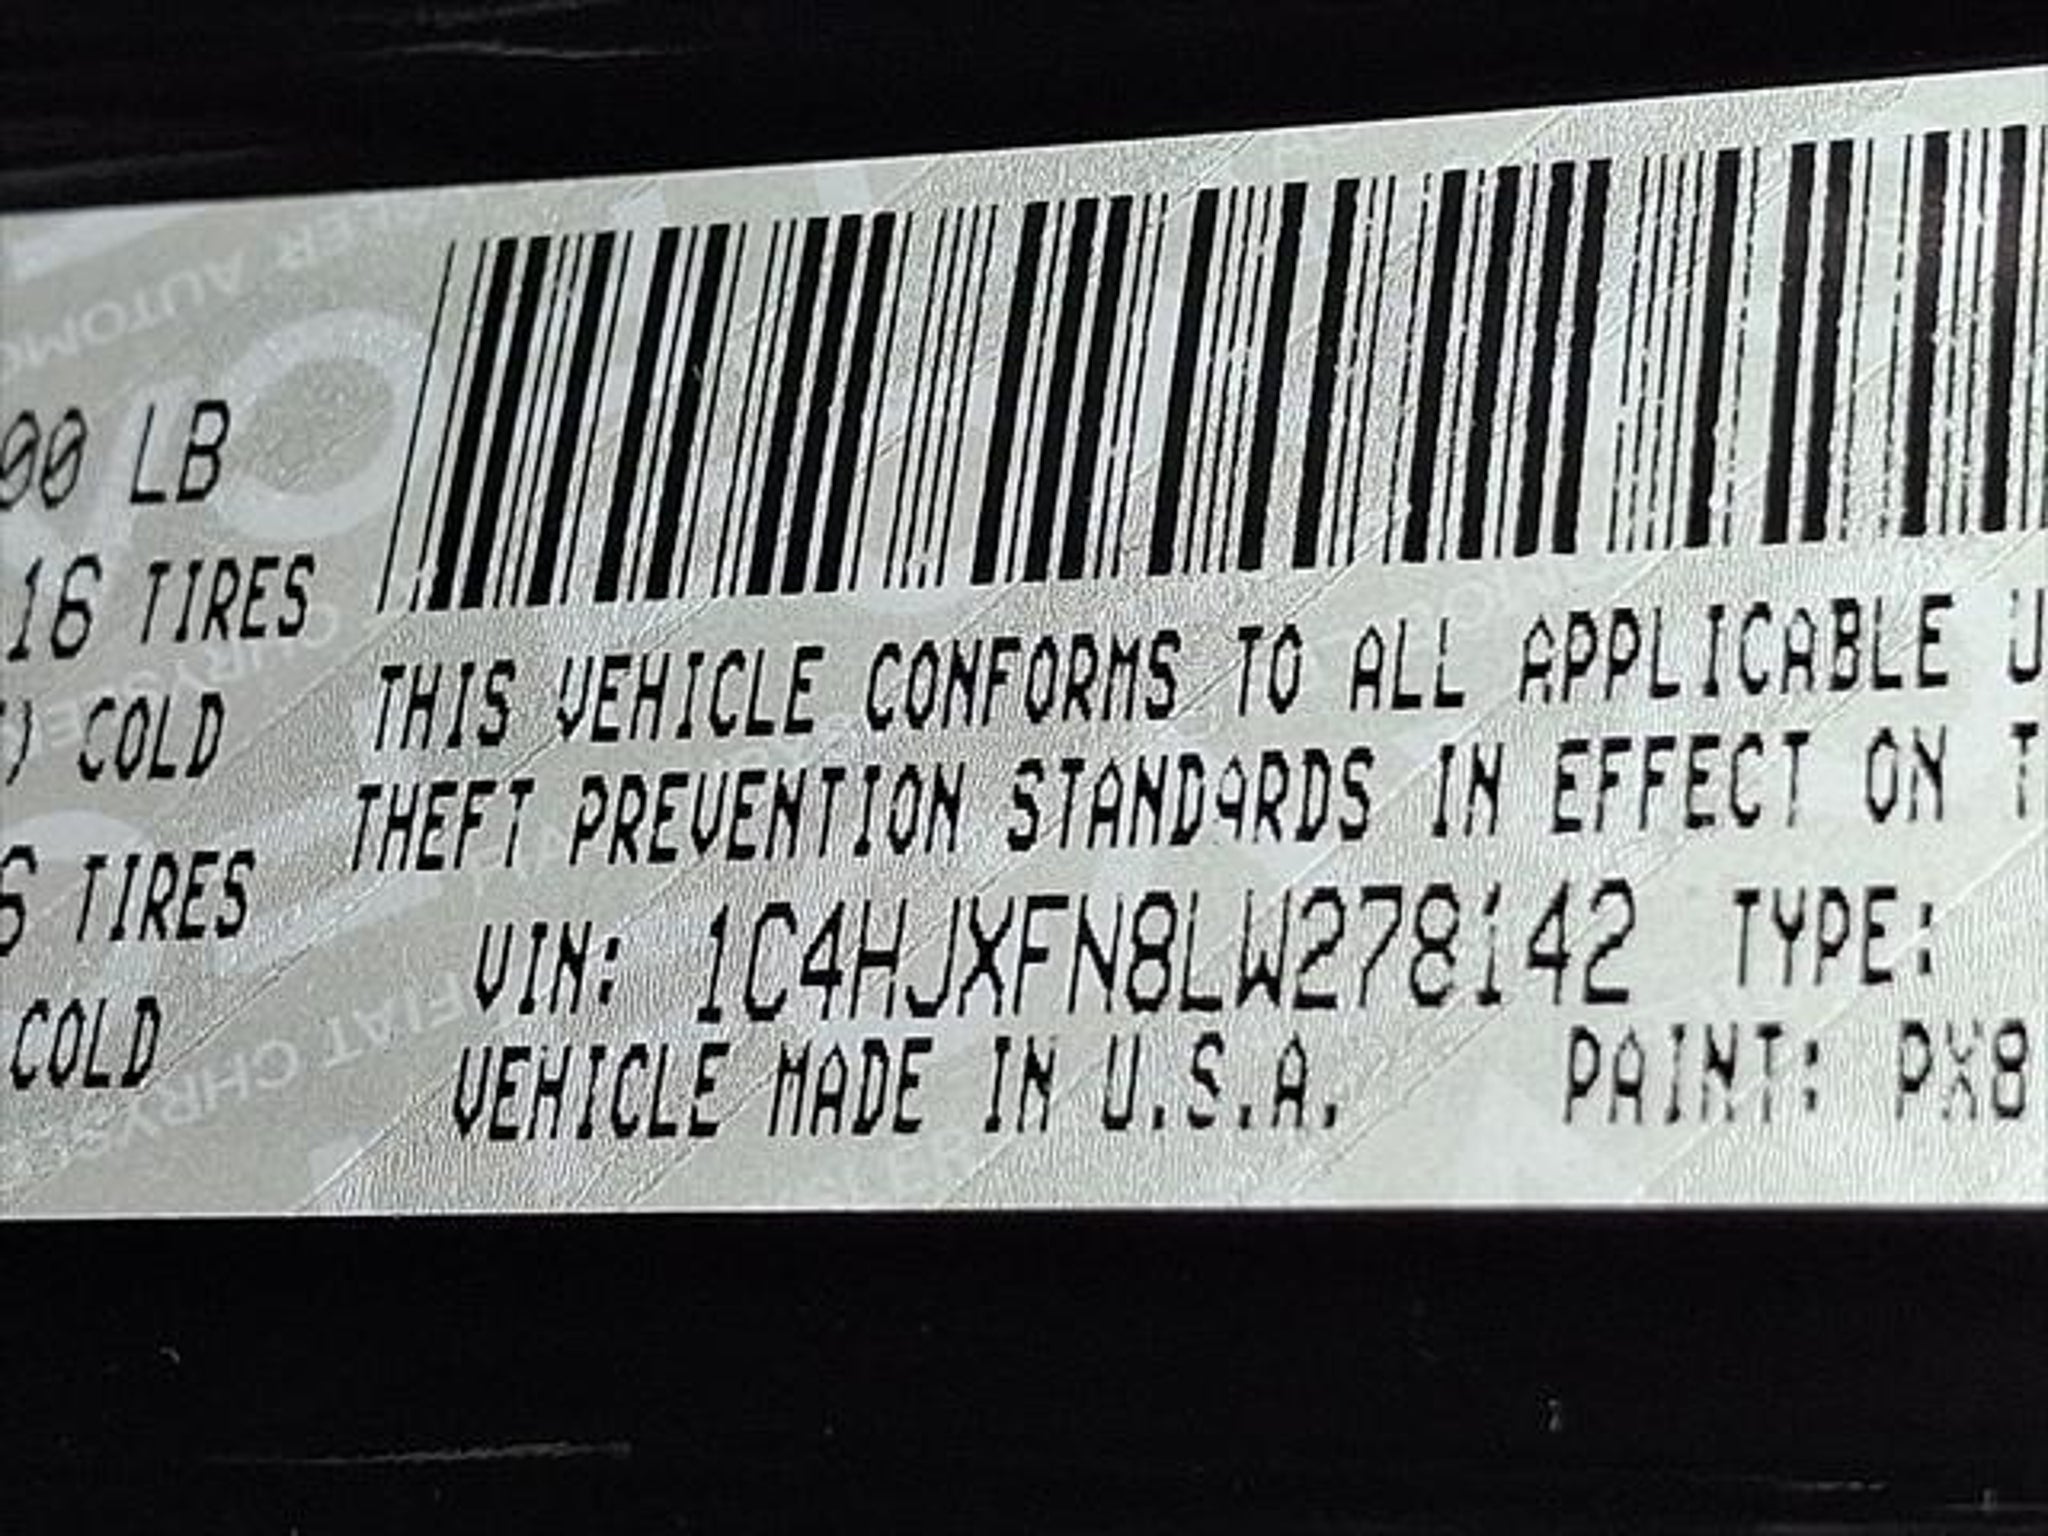 00 LB
16 TIRES
) COLD
6 TIRES
COLD
THIS VEHICLE CONFORMS TO ALL APPLICABLE U
THEFT PREVENTION STANDARDS IN EFFECT ON T
VIN: 1C4HJXFN8LW278142 TYPE:
VEHICLE MADE IN U.S.A. PAINT: PX8